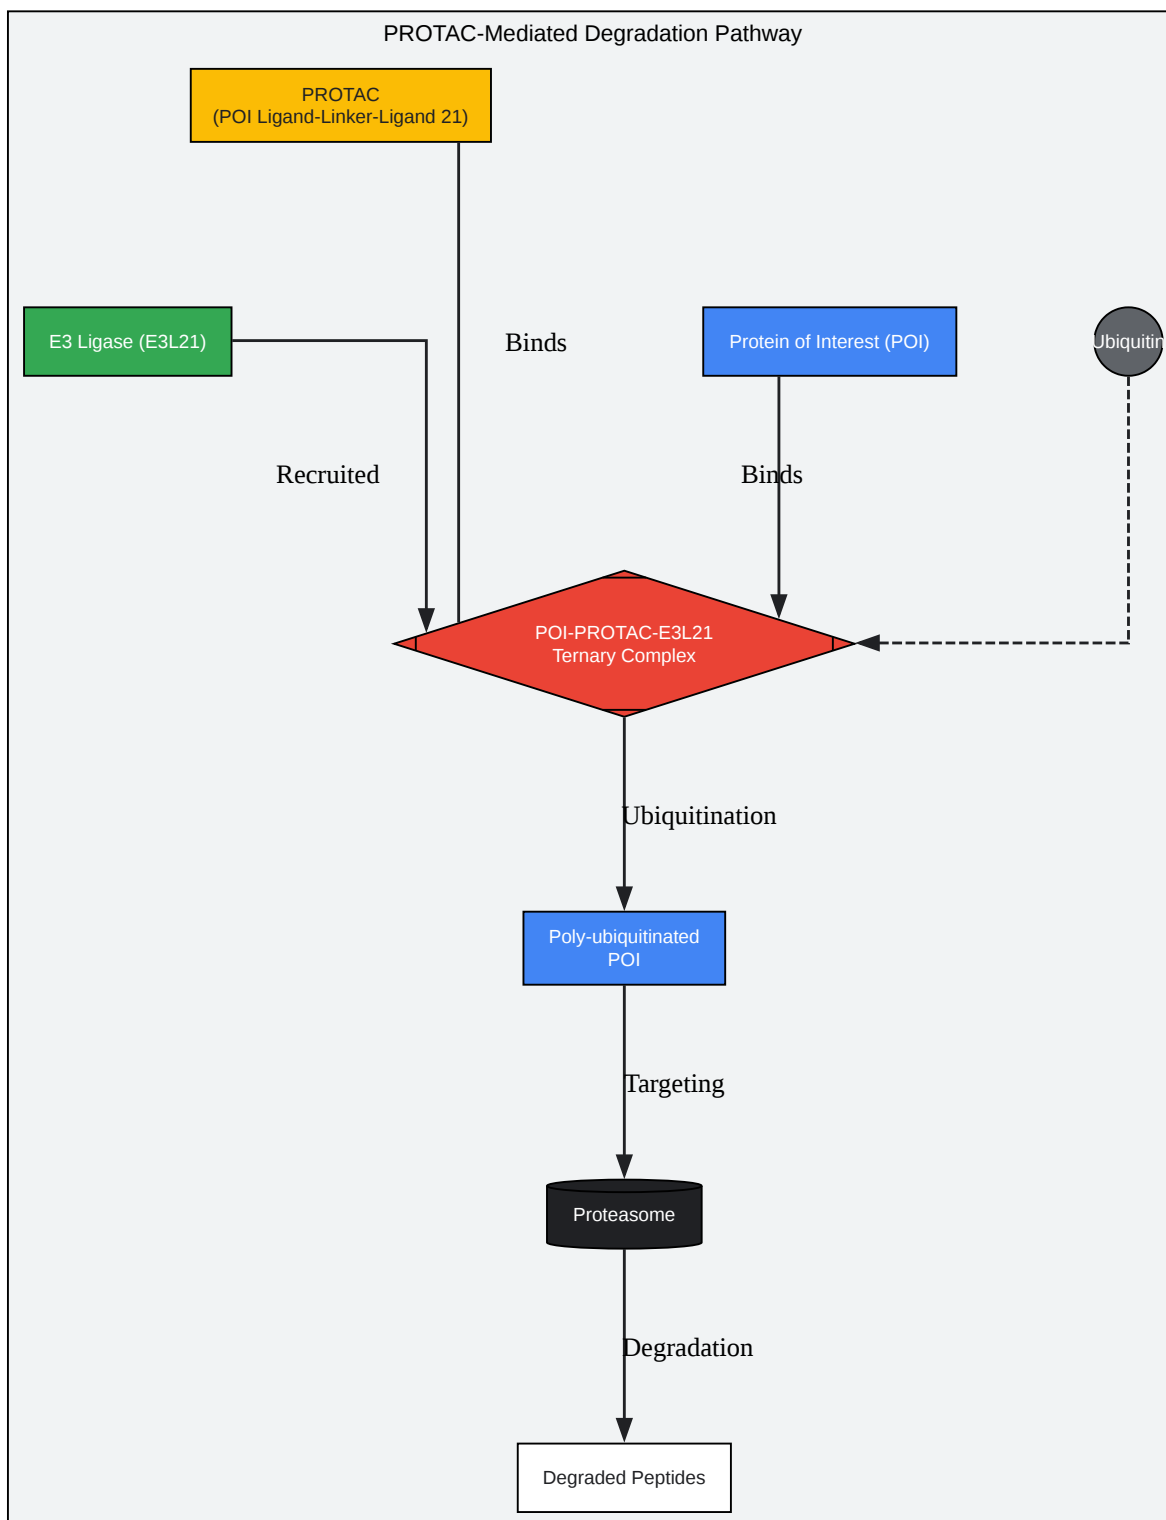 PROTAC-Mediated Degradation Pathway
PROTAC
(POI Ligand-Linker-Ligand 21)
E3 Ligase (E3L21)
Binds
Protein of Interest (POI)
Ubiquitin
Recruited
Binds
POI-PROTAC-E3L21
Ternary Complex
Ubiquitination
Poly-ubiquitinated
POI
Targeting
Proteasome
Degradation
Degraded Peptides